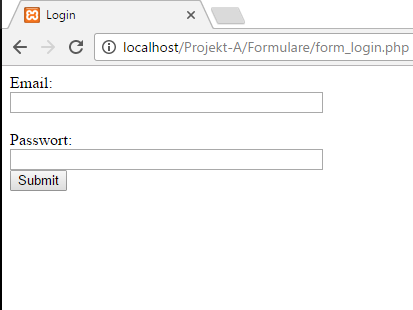 Login
localhost/Projekt-A/Formulare/form_login.php
Email:
Passwort:
Submit